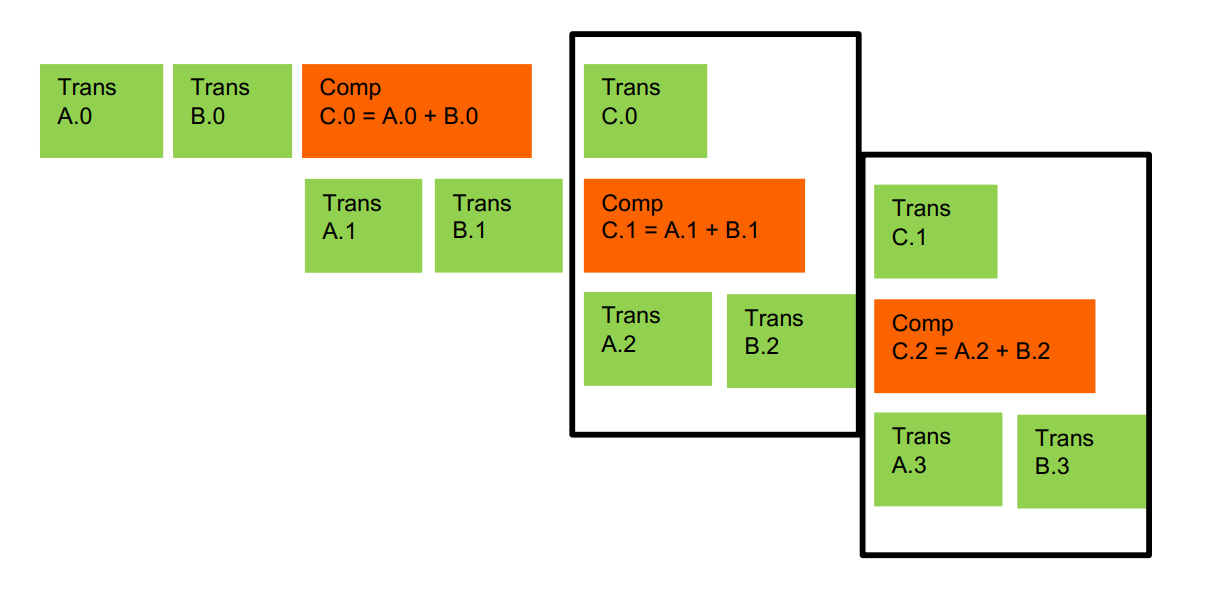 Trans
A.0
Trans
B.0
Comp
C.0 = A.0 + B.0
Trans
C.0
Trans
A.1
Trans
B.1
Comp
C.1 = A.1 + B.1
Trans
C.1
Trans
A.2
Trans
B.2
Comp
C.2 = A.2 + B.2
Trans
A.3
Trans
B.3